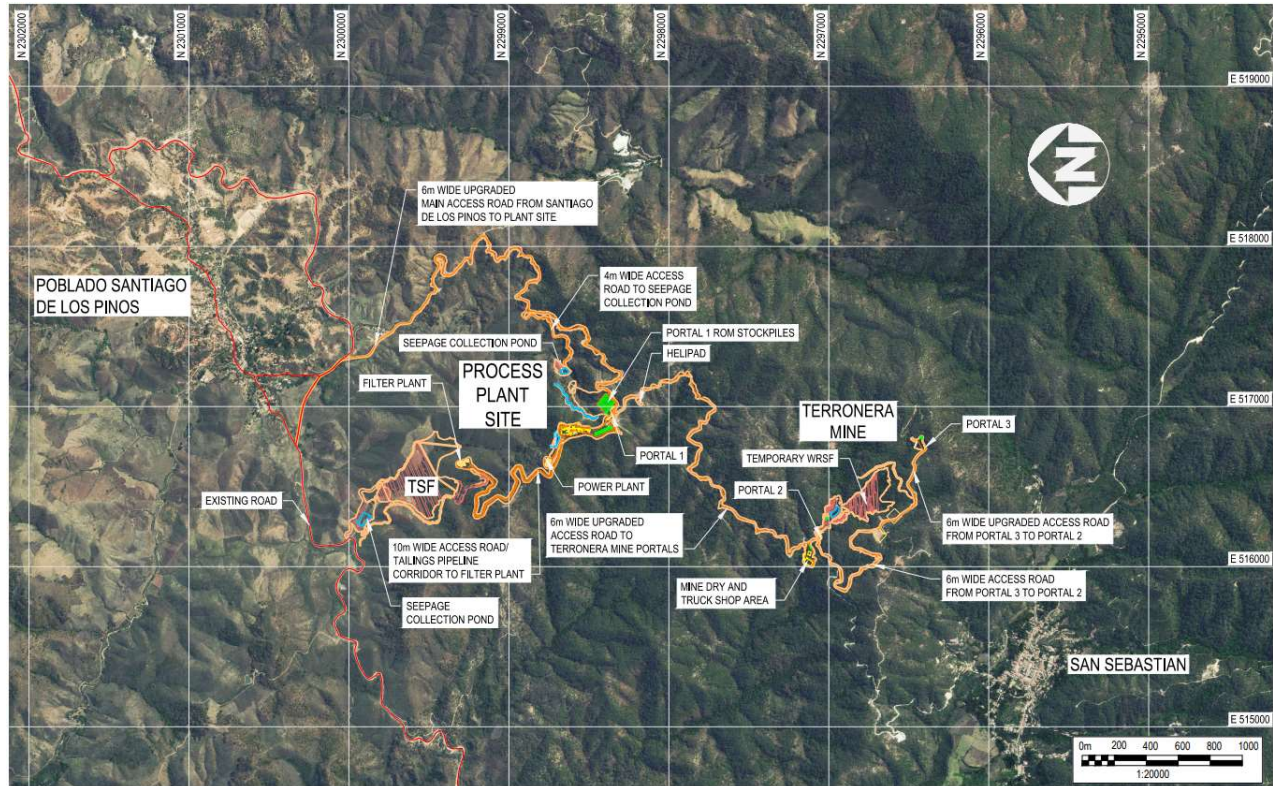 N 2302000
N 2301000
N 2300000
N 2299000
N 2298000
N 2297000
N 2296000
N 2295000
E 519000
N
6m WIDE UPGRADED
MAIN ACCESS ROAD FROM SANTIAGO
DE LOS PINOS TO PLANT SITE
E 518000
POBLADO SANTIAGO
DE LOS PINOS
4m WIDE ACCESS
ROAD TO SEEPAGE
COLLECTION POND
PORTAL 1 ROM STOCKPILES
SEEPAGE COLLECTION POND
HELIPAD
PROCESS
PLANT
SITE
FILTER PLANT
E 517000
TERRONERA
MINE
PORTAL 3
PORTAL 1
TEMPORARY WRSF
TSF
POWER PLANT
PORTAL 2
EXISTING ROAD
6m WIDE UPGRADED
ACCESS ROAD TO
TERRONERA MINE PORTALS
6m WIDE UPGRADED ACCESS ROAD
FROM PORTAL 3 TO PORTAL 2
10m WIDE ACCESS ROAD/
TAILINGS PIPELINE
CORRIDOR TO FILTER PLANT
E 516000
6m WIDE ACCESS ROAD
FROM PORTAL 3 TO PORTAL 2
MINE DRY AND
TRUCK SHOP AREA
SEEPAGE
COLLECTION POND
SAN SEBASTIAN
E 515000
0m 200 400 600 800 1000
1:20000